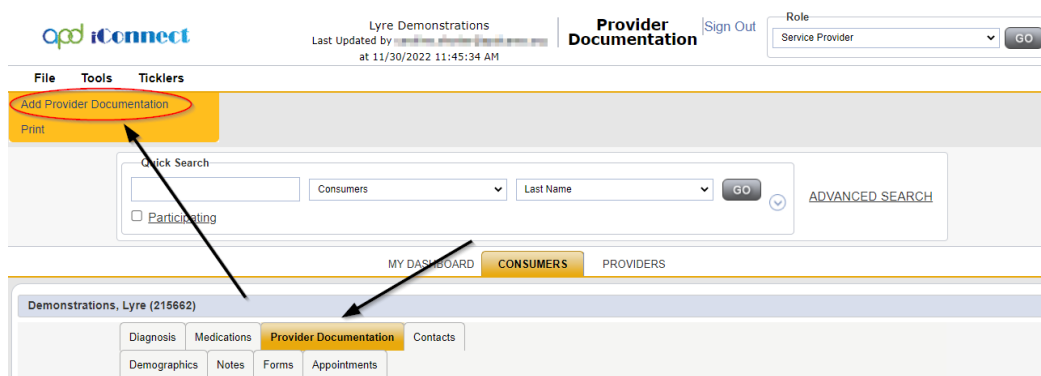 apd iConnect
Lyre Demonstrations
Last Updated by
at 11/30/2022 11:45:34 AM
Provider
Documentation
Sign Out
Role
Service Provider
GO
File Tools Ticklers
Add Provider Documentation
Print
Quick Search
Consumers
Last Name
GO
ADVANCED SEARCH
Participating
MY DASHBOARD CONSUMERS PROVIDERS
Demonstrations, Lyre (215662)
Diagnosis Medications Provider Documentation Contacts
Demographics Notes Forms Appointments